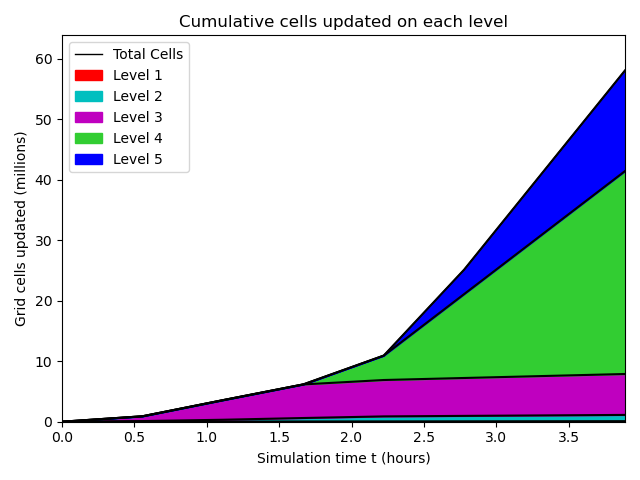 Cumulative cells updated on each level
Total Cells
Level 1
Level 2
Level 3
Level 4
Level 5
Grid cells updated (millions)
60
50
40
30
20
10
0
0.0 0.5 1.0 1.5 2.0 2.5 3.0 3.5
Simulation time t (hours)